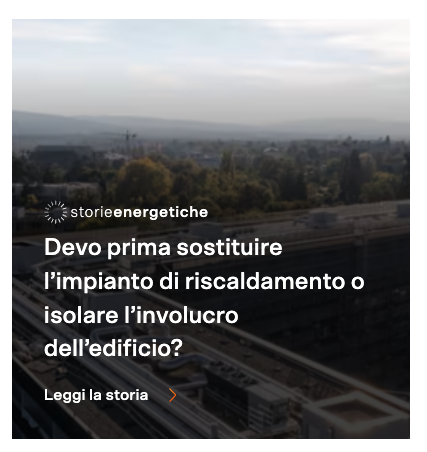 storieenergetiche
Devo prima sostituire
l'impianto di riscaldamento o
isolare l'involucro
dell'edificio?
Leggi la storia